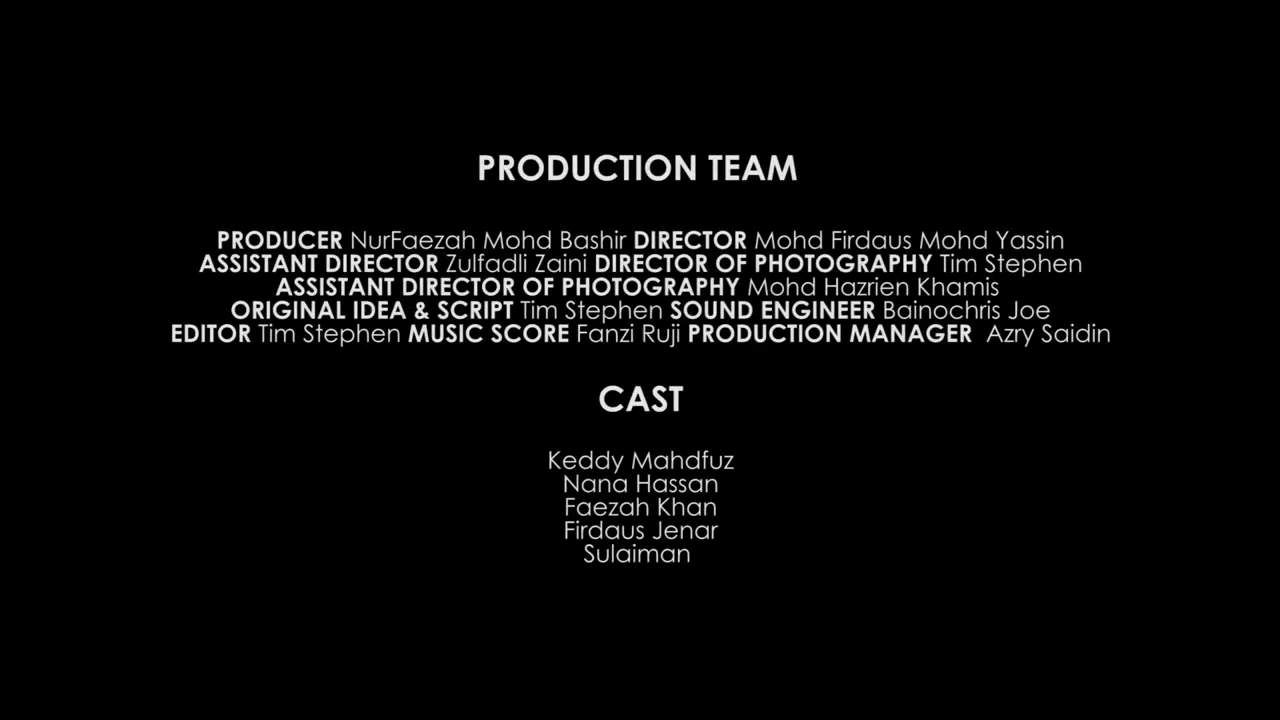 PRODUCTION TEAM
PRODUCER NurFaezah Mohd Bashir DIRECTOR Mohd Firdaus Mohd Yassin
ASSISTANT DIRECTOR Zulfadli Zaini DIRECTOR OF PHOTOGRAPHY Tim Stephen
ASSISTANT DIRECTOR OF PHOTOGRAPHY Mohd Hazrien Khamis
ORIGINAL IDEA & SCRIPT Tim Stephen SOUND ENGINEER Bainochris Joe
EDITOR Tim Stephen MUSIC SCORE Fanzi Ruji PRODUCTION MANAGER Azry Saidin
CAST
Keddy Mahdfuz
Nana Hassan
Faezah Khan
Firdaus Jenar
Sulaiman